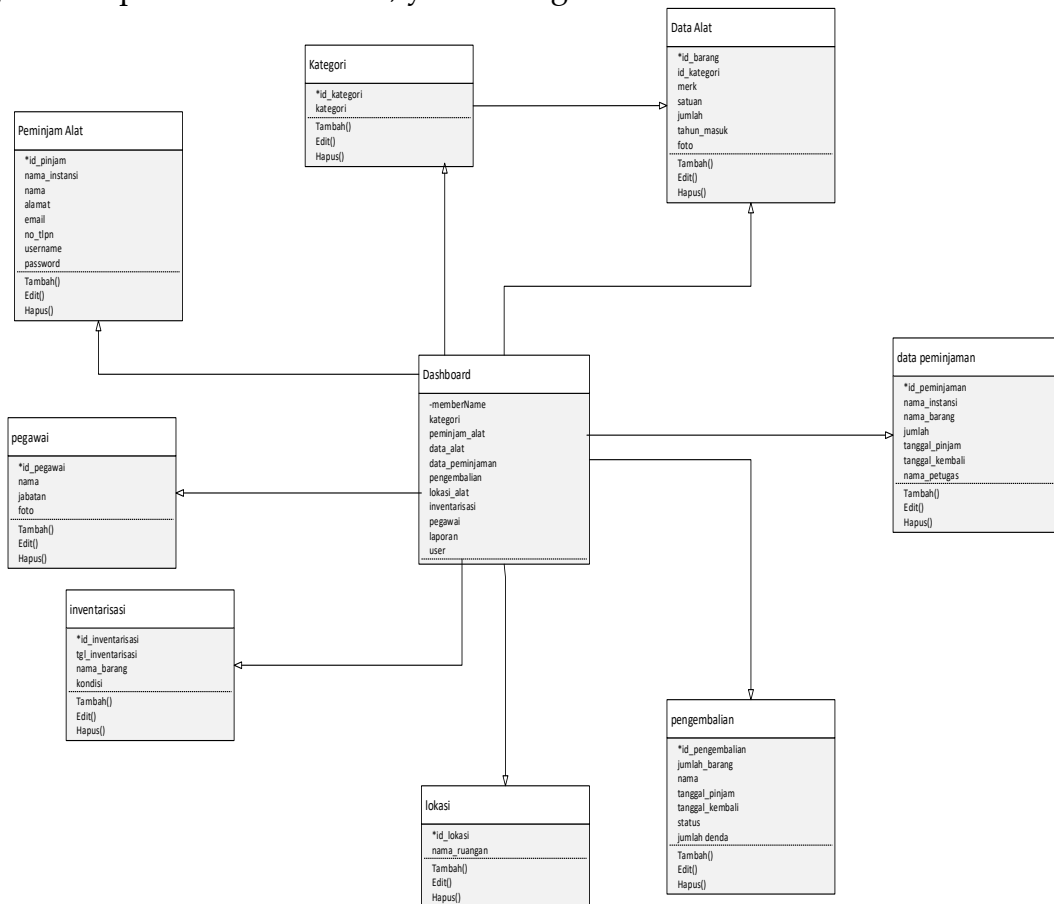 Data Alat
*id_barang
id_kategori
merk
satuan
jumlah
tahun_masuk
foto
Tambah()
Edit()
Hapus()
Kategori
*id_kategori
kategori
Tambah()
Edit()
Hapus()
Peminjam Alat
*id_pinjam
nama_instansi
nama
alamat
email
no_tlpn
username
password
Tambah()
Edit()
Hapus()
Dashboard
-memberName
kategori
peminjam_alat
data_alat
data_peminjaman
pengembalian
lokasi_alat
inventarisasi
pegawai
laporan
user
data peminjaman
*id_peminjaman
nama_instansi
nama_barang
jumlah
tanggal_pinjam
tanggal_kembali
nama_petugas
Tambah()
Edit()
Hapus()
pegawai
*id_pegawai
nama
jabatan
foto
Tambah()
Edit()
Hapus()
inventarisasi
*id_inventarisasi
tgl_inventarisasi
nama_barang
kondisi
Tambah()
Edit()
Hapus()
pengembalian
*id_pengembalian
jumlah_barang
nama
tanggal_pinjam
tanggal_kembali
status
jumlah denda
Tambah()
Edit()
Hapus()
lokasi
*id_lokasi
nama_ruangan
Tambah()
Edit()
Hapus()